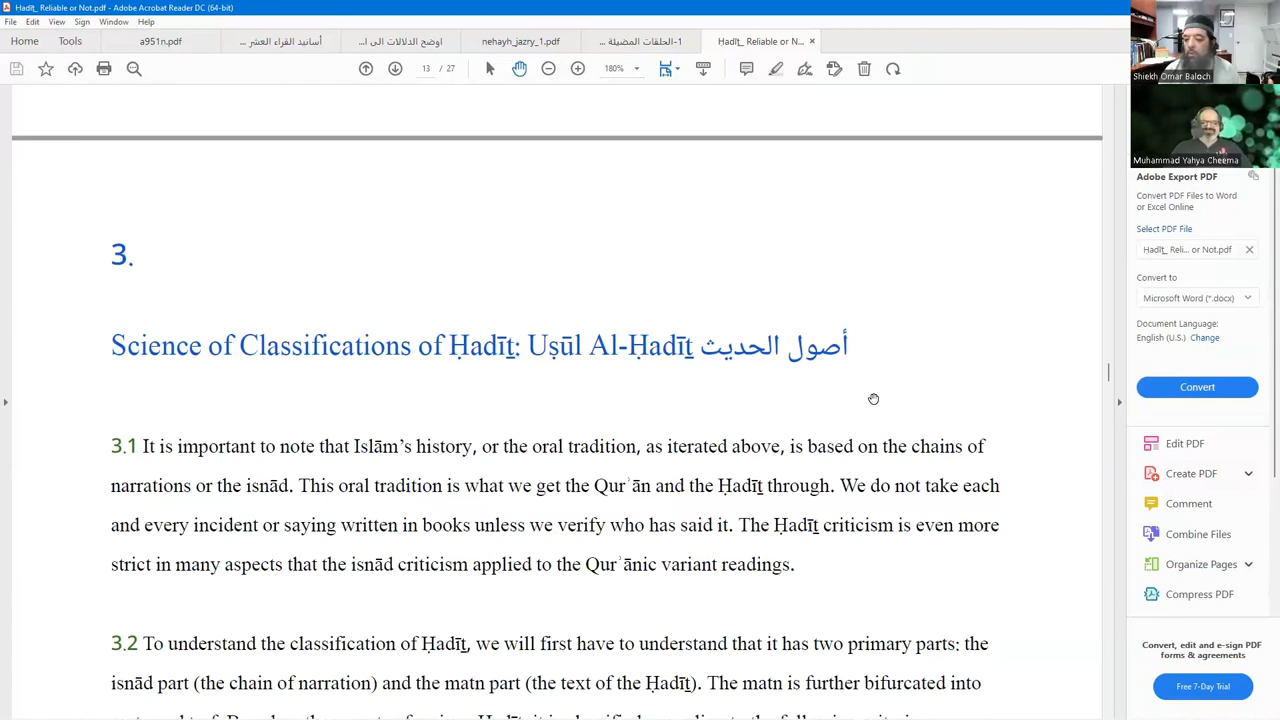 Hadīṯ_ Reliable or Not.pdf - Adobe Acrobat Reader DC (64-bit)
File Edit View Sign Window Help
Home Tools a951n.pdf أسانيد القراء العشر ... توضح الدلالات الى ا... shayh_jazry_1.pdf 1-الحلقات المضيئة ... Hadīṯ_ Reliable or N... ×
13 / 27 180%
Shiekh Omar Baloch
Muhammad Yahya Cheema
3.
Science of Classifications of Ḥadīṯ: Uṣūl Al-Ḥadīṯ أصول الحديث
3.1 It is important to note that Islām’s history, or the oral tradition, as iterated above, is based on the chains of
narrations or the isnād. This oral tradition is what we get the Qurʾān and the Ḥadīṯ through. We do not take each
and every incident or saying written in books unless we verify who has said it. The Ḥadīṯ criticism is even more
strict in many aspects that the isnād criticism applied to the Qurʾānic variant readings.
3.2 To understand the classification of Ḥadīṯ, we will first have to understand that it has two primary parts: the
isnād part (the chain of narration) and the matn part (the text of the Ḥadīṯ). The matn is further bifurcated into
Adobe Export PDF
Convert PDF Files to Word
or Excel Online
Select PDF File
Hadīṯ_ Reli... or Not.pdf
Convert to
Microsoft Word (*.docx)
Document Language:
English (U.S.) Change
Convert
Edit PDF
Create PDF
Comment
Combine Files
Organize Pages
Compress PDF
Convert, edit and e-sign PDF
forms & agreements
Free 7-Day Trial